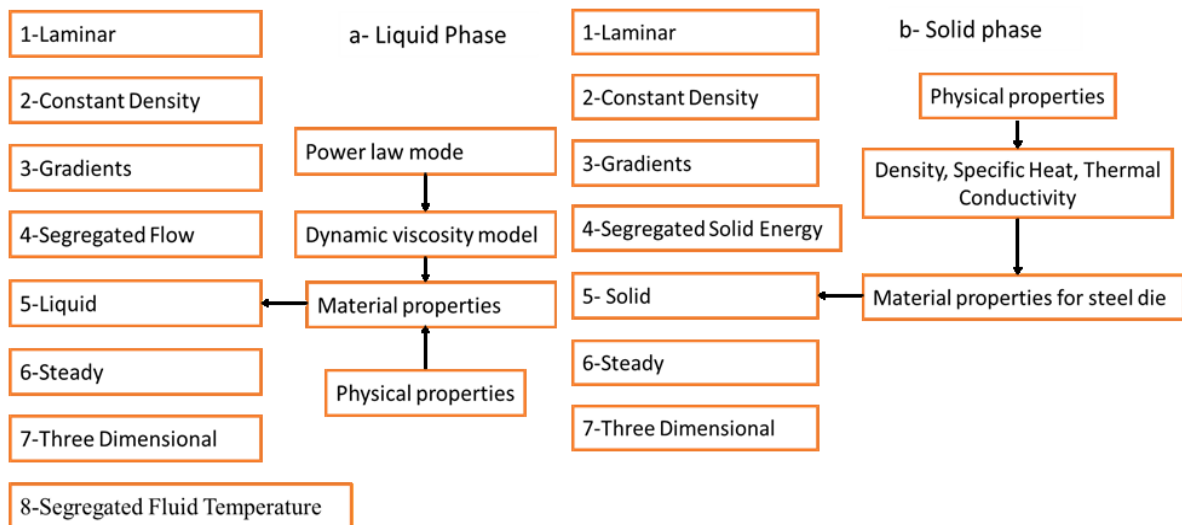 a- Liquid Phase
1-Laminar
2-Constant Density
3-Gradients
4-Segregated Flow
5-Liquid
6-Steady
7-Three Dimensional
8-Segregated Fluid Temperature
Power law mode
Dynamic viscosity model
Material properties
Physical properties
b- Solid phase
1-Laminar
2-Constant Density
3-Gradients
4-Segregated Solid Energy
5- Solid
6-Steady
7-Three Dimensional
Physical properties
Density, Specific Heat, Thermal
Conductivity
Material properties for steel die